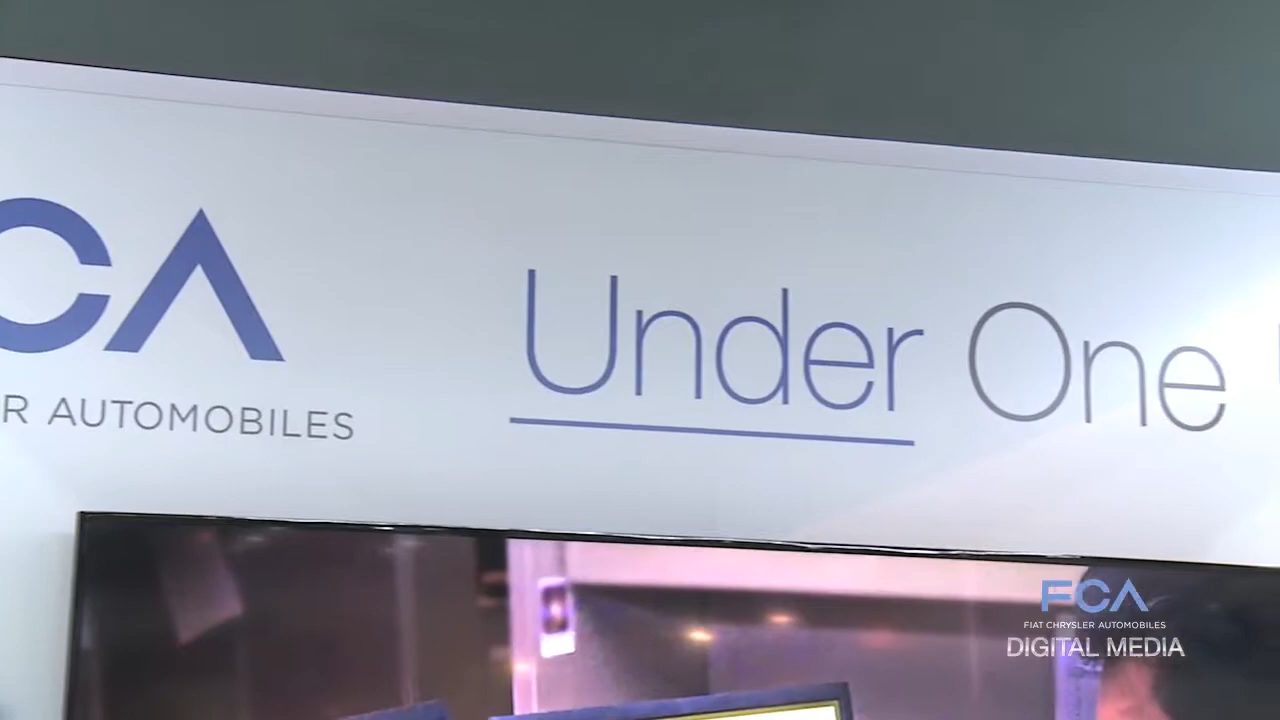 CA
R AUTOMOBILES
Under One
FCA
FIAT CHRYSLER AUTOMOBILES
DIGITAL MEDIA